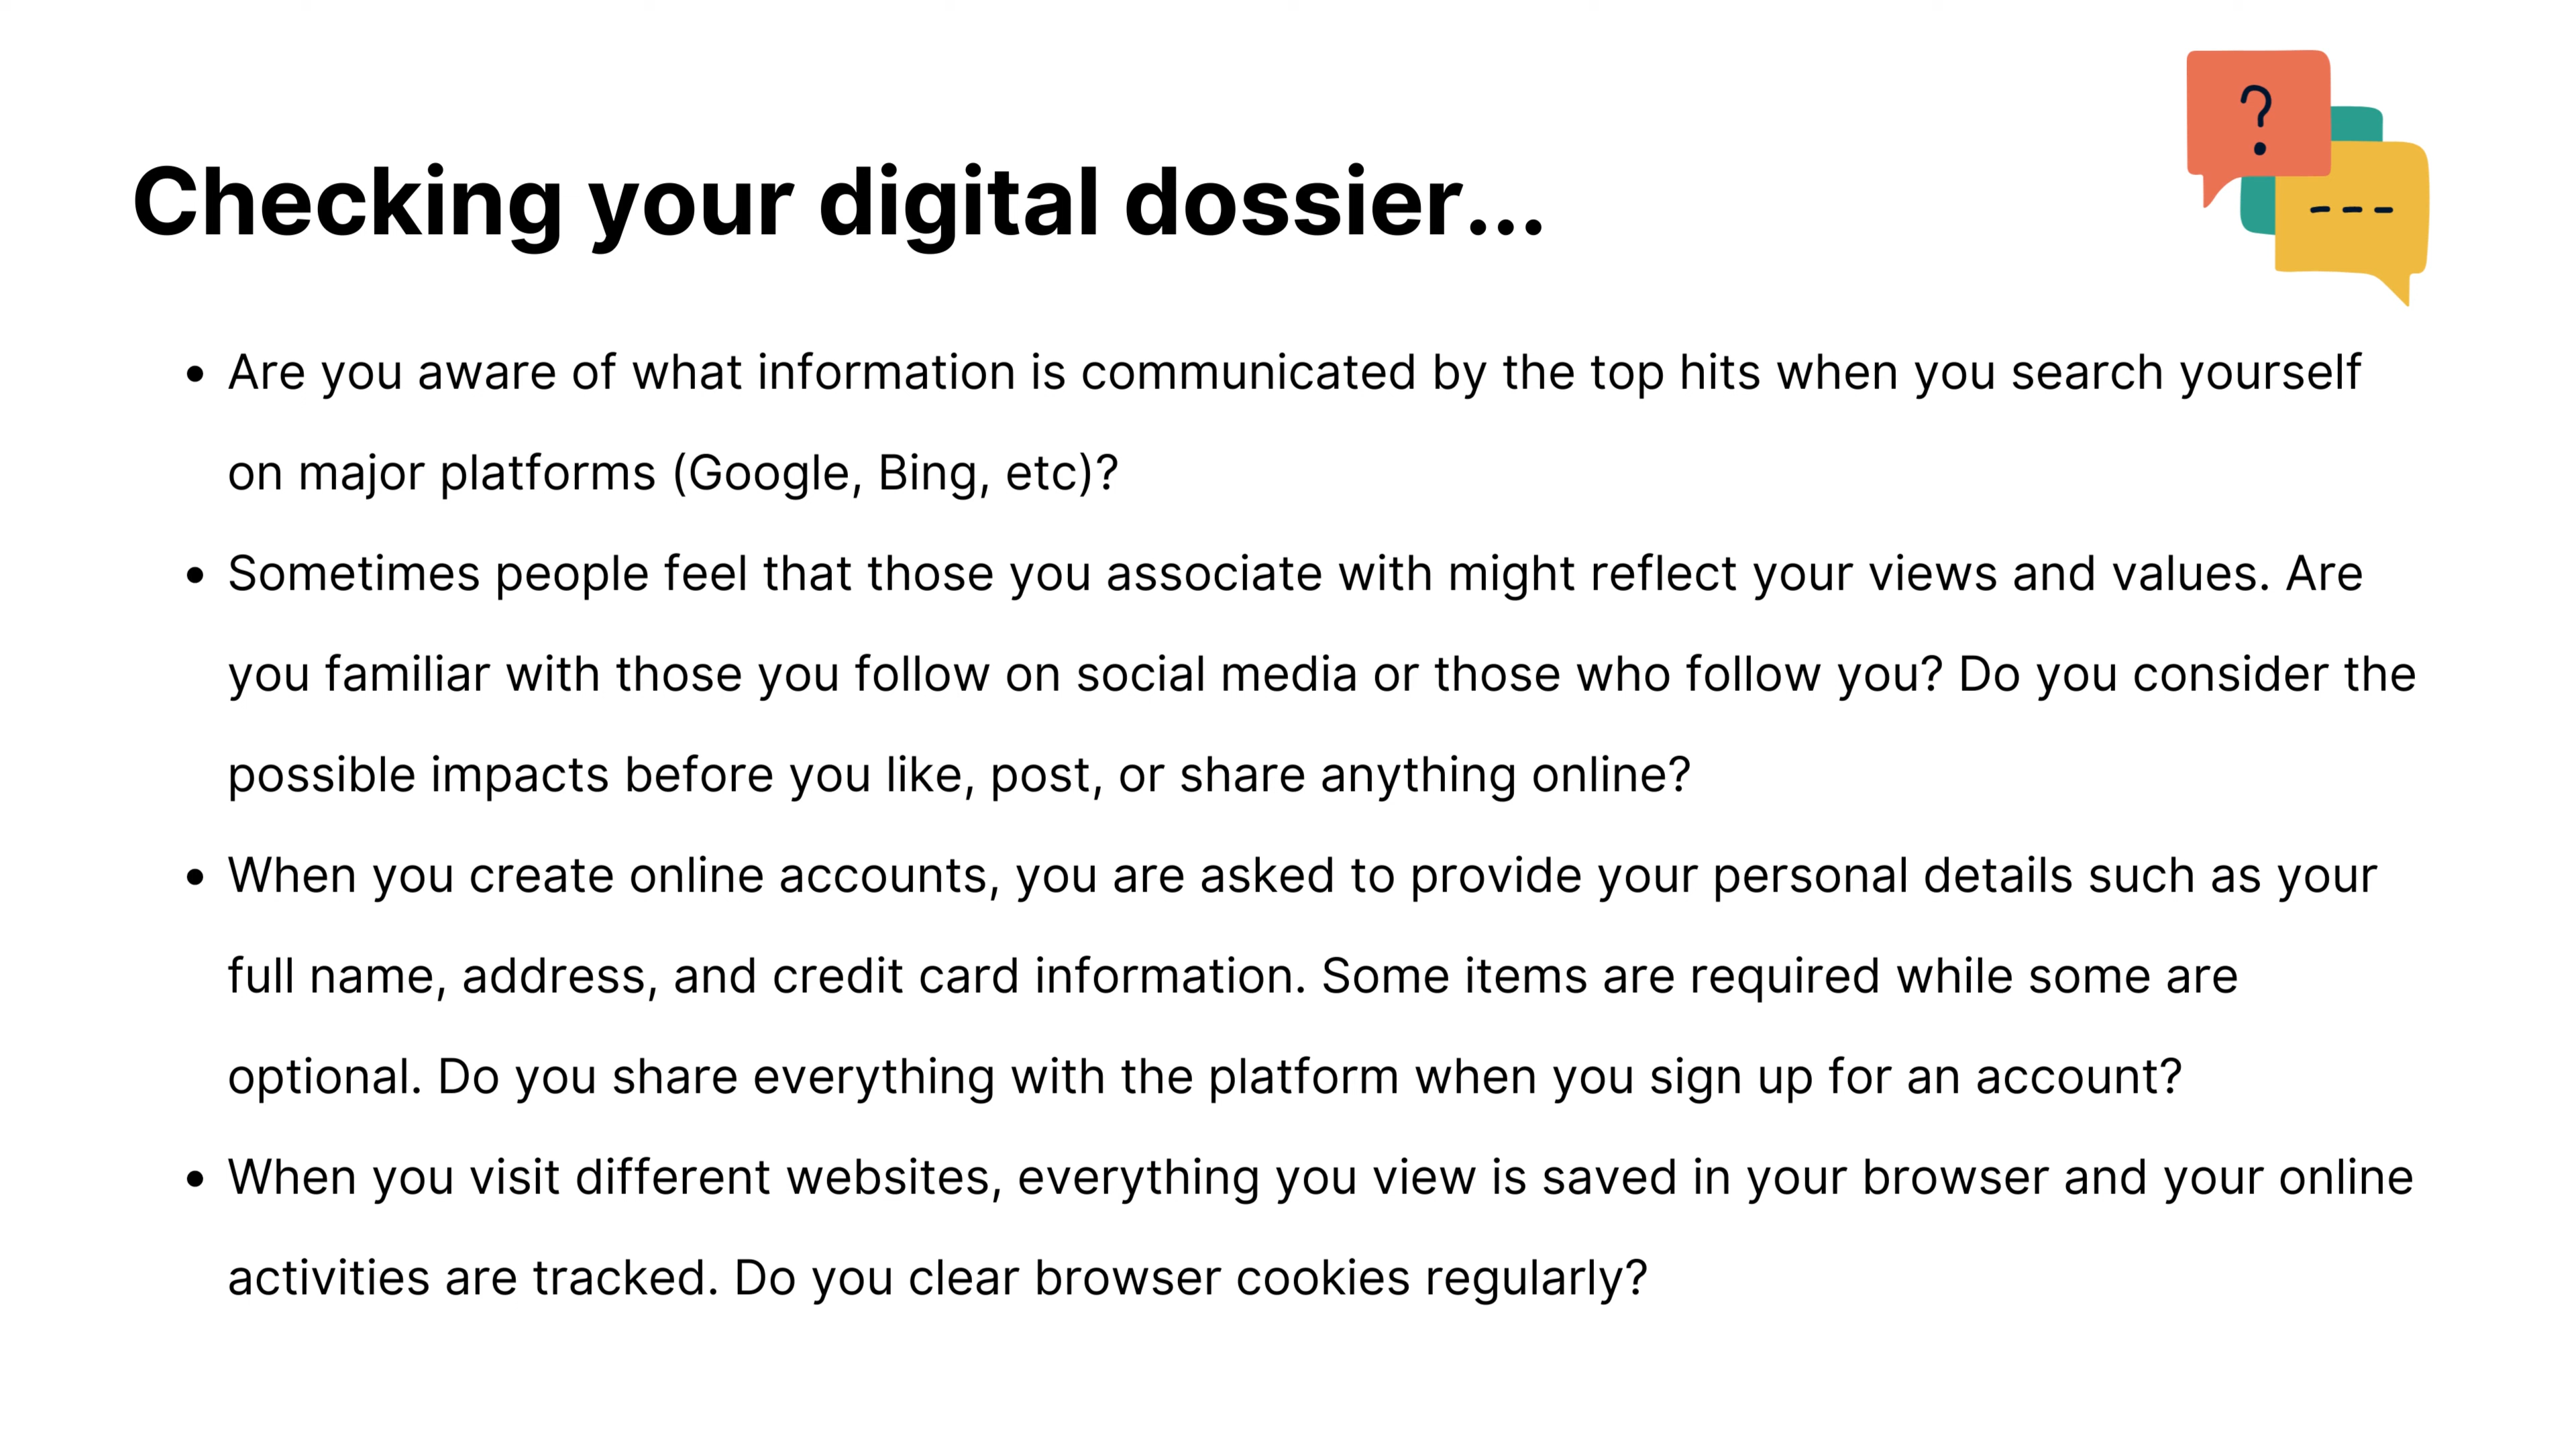 ?
Checking your digital dossier...
• Are you aware of what information is communicated by the top hits when you search yourself
on major platforms (Google, Bing, etc)?
• Sometimes people feel that those you associate with might reflect your views and values. Are
you familiar with those you follow on social media or those who follow you? Do you consider the
possible impacts before you like, post, or share anything online?
• When you create online accounts, you are asked to provide your personal details such as your
full name, address, and credit card information. Some items are required while some are
optional. Do you share everything with the platform when you sign up for an account?
• When you visit different websites, everything you view is saved in your browser and your online
activities are tracked. Do you clear browser cookies regularly?